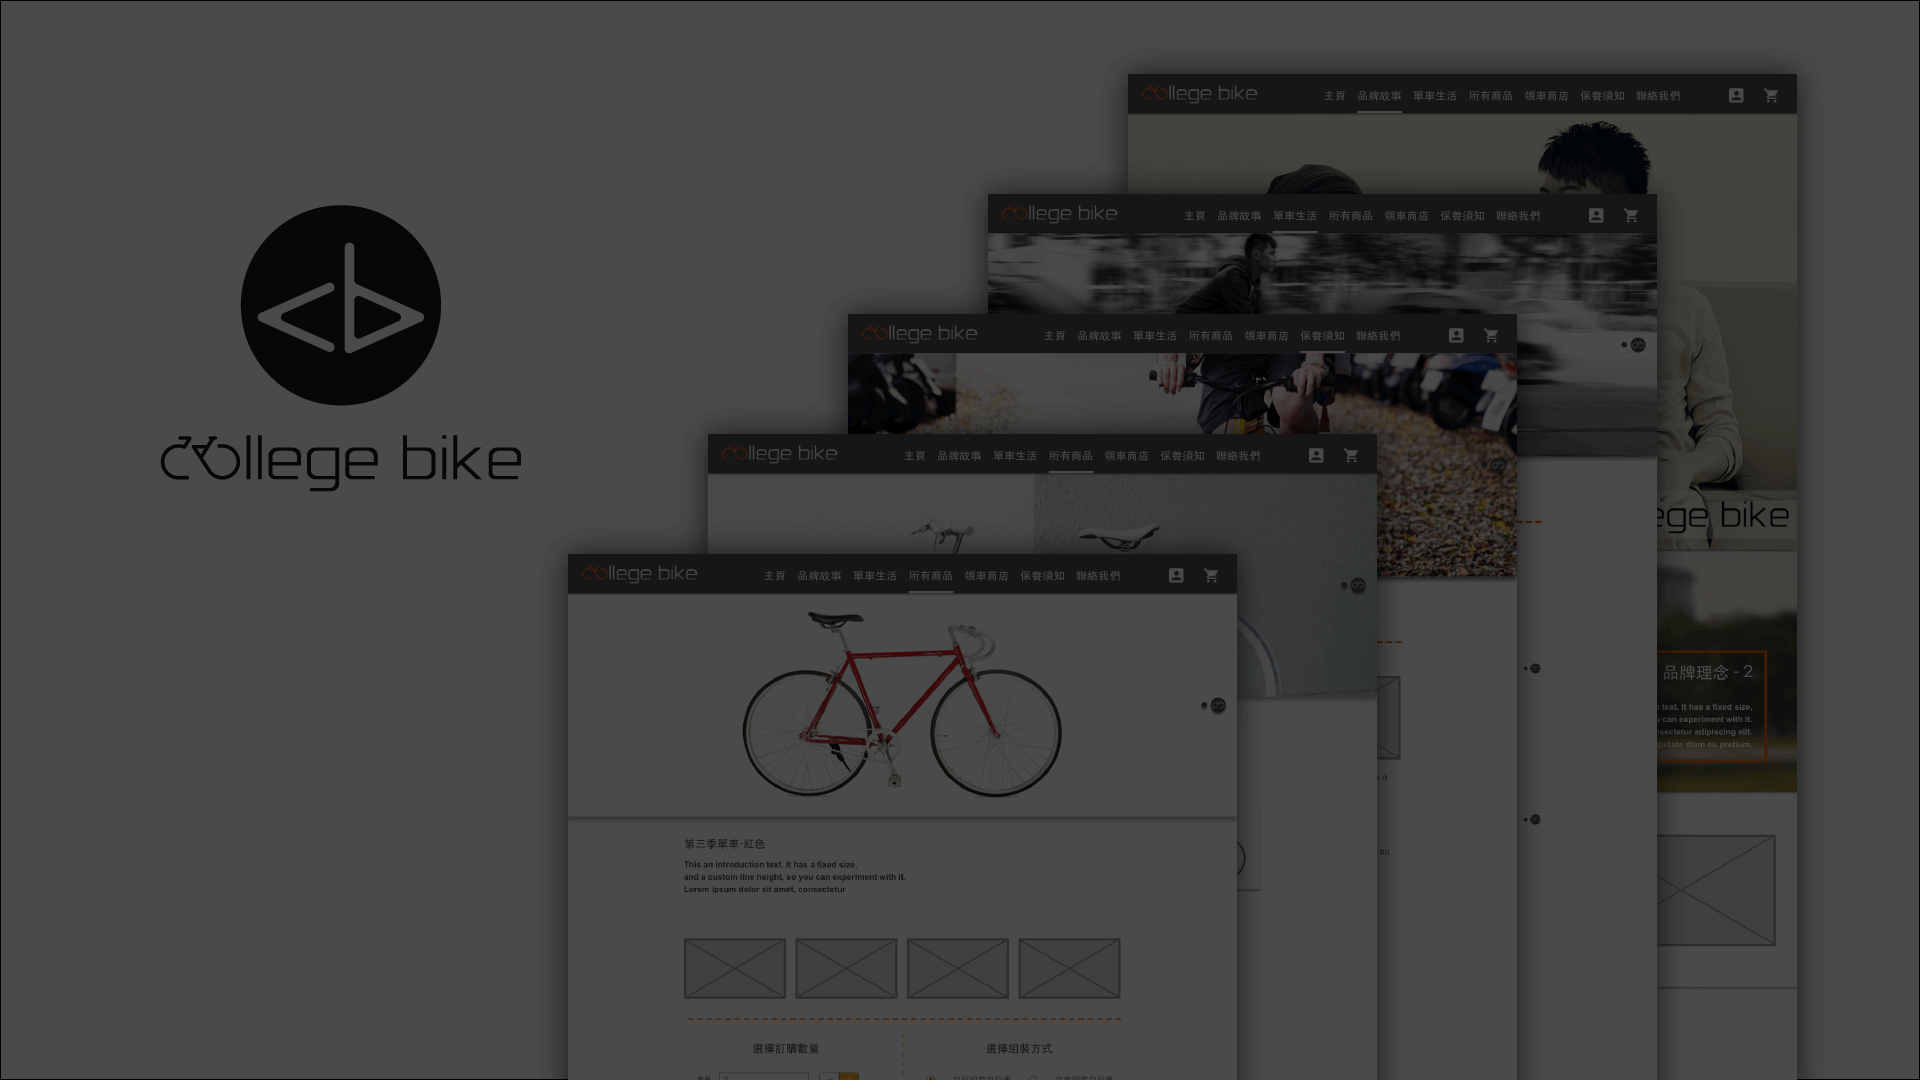 college bike
college bike
主頁 品牌故事 單車生活 所有商品 領車商店 保養須知 聯絡我們
college bike
主頁 品牌故事 單車生活 所有商品 領車商店 保養須知 聯絡我們
college bike
主頁 品牌故事 單車生活 所有商品 領車商店 保養須知 聯絡我們
college bike
主頁 品牌故事 單車生活 所有商品 領車商店 保養須知 聯絡我們
ege bike
college bike
主頁 品牌故事 單車生活 所有商品 領車商店 保養須知 聯絡我們
品牌理念 - 2
text. It has a fixed size,
can experiment with it.
adipiscing elit.
diam eu pretium.
eu
第三季單車-紅色
This an introduction text. It has a fixed size,
and a custom line height, so you can experiment with it.
Lorem ipsum dolor sit amet, consectetur
選擇訂購數量
選擇組裝方式